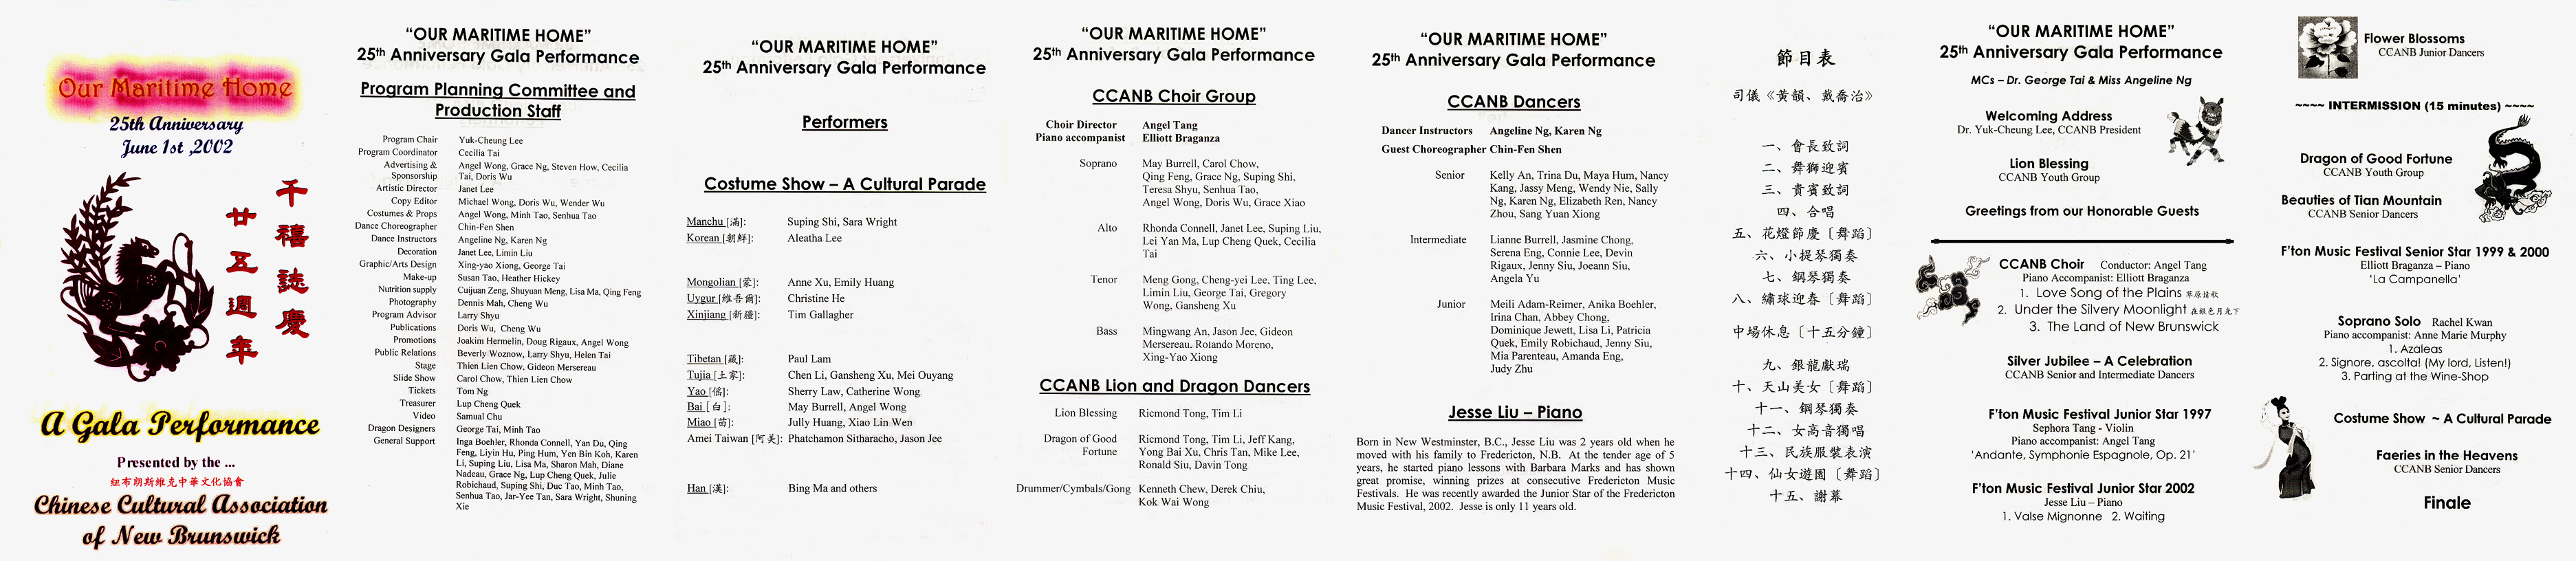 Our Maritime Home
25th Anniversary
June 1st ,2002
千禧誌慶
廿五週年
A Gala Performance
Presented by the ...
紐布朗斯維克中華文化協會
Chinese Cultural Association
of New Brunswick
"OUR MARITIME HOME"
25th Anniversary Gala Performance
Program Planning Committee and
Production Staff
Program Chair Yuk-Cheung Lee
Program Coordinator Cecilia Tai
Advertising & Angel Wong, Grace Ng, Steven How, Cecilia
Sponsorship Tai, Doris Wu
Artistic Director Janet Lee
Copy Editor Michael Wong, Doris Wu, Wender Wu
Costumes & Props Angel Wong, Minh Tao, Senhua Tao
Dance Choreographer Chin-Fen Shen
Dance Instructors Angeline Ng, Karen Ng
Decoration Janet Lee, Limin Liu
Graphic/Arts Design Xing-yao Xiong, George Tai
Make-up Susan Tao, Heather Hickey
Nutrition supply Cuijuan Zeng, Shuyuan Meng, Lisa Ma, Qing Feng
Photography Dennis Mah, Cheng Wu
Program Advisor Larry Shyu
Publications Doris Wu, Cheng Wu
Promotions Joakim Hermelin, Doug Rigaux, Angel Wong
Public Relations Beverly Woznow, Larry Shyu, Helen Tai
Stage Thien Lien Chow, Gideon Mersereau
Slide Show Carol Chow, Thien Lien Chow
Tickets Tom Ng
Treasurer Lup Cheng Quek
Video Samual Chu
Dragon Designers George Tai, Minh Tao
General Support Inga Boehler, Rhonda Connell, Yan Du, Qing
Feng, Liyin Hu, Ping Hum, Yen Bin Koh, Karen
Li, Suping Liu, Lisa Ma, Sharon Mah, Diane
Nadeau, Grace Ng, Lup Cheng Quek, Julie
Robichaud, Suping Shi, Duc Tao, Minh Tao,
Senhua Tao, Jar-Yee Tan, Sara Wright, Shuning
Xie
"OUR MARITIME HOME"
25th Anniversary Gala Performance
Performers
Costume Show – A Cultural Parade
Manchu [滿]: Suping Shi, Sara Wright
Korean [朝鮮]: Aleatha Lee
Mongolian [蒙]: Anne Xu, Emily Huang
Uygur [維吾爾]: Christine He
Xinjiang [新疆]: Tim Gallagher
Tibetan [藏]: Paul Lam
Tujia [土家]: Chen Li, Gansheng Xu, Mei Ouyang
Yao [傜]: Sherry Law, Catherine Wong
Bai [白]: May Burrell, Angel Wong
Miao [苗]: Jully Huang, Xiao Lin Wen
Amei Taiwan [阿美]: Phatchamon Sitharacho, Jason Jee
Han [漢]: Bing Ma and others
"OUR MARITIME HOME"
25th Anniversary Gala Performance
CCANB Choir Group
Choir Director Angel Tang
Piano accompanist Elliott Braganza
Soprano May Burrell, Carol Chow,
Qing Feng, Grace Ng, Suping Shi,
Teresa Shyu, Senhua Tao,
Angel Wong, Doris Wu, Grace Xiao
Alto Rhonda Connell, Janet Lee, Suping Liu,
Lei Yan Ma, Lup Cheng Quek, Cecilia
Tai
Tenor Meng Gong, Cheng-yei Lee, Ting Lee,
Limin Liu, George Tai, Gregory
Wong, Gansheng Xu
Bass Mingwang An, Jason Jee, Gideon
Mersereau. Rotando Moreno,
Xing-Yao Xiong
CCANB Lion and Dragon Dancers
Lion Blessing Ricmond Tong, Tim Li
Dragon of Good Ricmond Tong, Tim Li, Jeff Kang,
Fortune Yong Bai Xu, Chris Tan, Mike Lee,
Ronald Siu, Davin Tong
Drummer/Cymbals/Gong Kenneth Chew, Derek Chiu,
Kok Wai Wong
"OUR MARITIME HOME"
25th Anniversary Gala Performance
CCANB Dancers
Dancer Instructors Angeline Ng, Karen Ng
Guest Choreographer Chin-Fen Shen
Senior Kelly An, Trina Du, Maya Hum, Nancy
Kang, Jassy Meng, Wendy Nie, Sally
Ng, Karen Ng, Elizabeth Ren, Nancy
Zhou, Sang Yuan Xiong
Intermediate Lianne Burrell, Jasmine Chong,
Serena Eng, Connie Lee, Devin
Rigaux, Jenny Siu, Joeann Siu,
Angela Yu
Junior Meili Adam-Reimer, Anika Boehler,
Irina Chan, Abbey Chong,
Dominique Jewett, Lisa Li, Patricia
Quek, Emily Robichaud, Jenny Siu,
Mia Parenteau, Amanda Eng,
Judy Zhu
Jesse Liu – Piano
Born in New Westminster, B.C., Jesse Liu was 2 years old when he
moved with his family to Fredericton, N.B. At the tender age of 5
years, he started piano lessons with Barbara Marks and has shown
great promise, winning prizes at consecutive Fredericton Music
Festivals. He was recently awarded the Junior Star of the Fredericton
Music Festival, 2002. Jesse is only 11 years old.
節目表
司儀《黃韻、戴喬治》
一、會長致詞
二、舞獅迎賓
三、貴賓致詞
四、合唱
五、花燈節慶〔舞蹈〕
六、小提琴獨奏
七、鋼琴獨奏
八、繡球迎春〔舞蹈〕
中場休息〔十五分鐘〕
九、銀龍獻瑞
十、天山美女〔舞蹈〕
十一、鋼琴獨奏
十二、女高音獨唱
十三、民族服裝表演
十四、仙女遊園〔舞蹈〕
十五、謝幕
"OUR MARITIME HOME"
25th Anniversary Gala Performance
MCs – Dr. George Tai & Miss Angeline Ng
Welcoming Address
Dr. Yuk-Cheung Lee, CCANB President
Lion Blessing
CCANB Youth Group
Greetings from our Honorable Guests
CCANB Choir Conductor: Angel Tang
Piano Accompanist: Elliott Braganza
1. Love Song of the Plains 草原情歌
2. Under the Silvery Moonlight 在銀色月光下
3. The Land of New Brunswick
Silver Jubilee – A Celebration
CCANB Senior and Intermediate Dancers
F'ton Music Festival Junior Star 1997
Sephora Tang - Violin
Piano accompanist: Angel Tang
'Andante, Symphonie Espagnole, Op. 21'
F'ton Music Festival Junior Star 2002
Jesse Liu – Piano
1. Valse Mignonne 2. Waiting
Flower Blossoms
CCANB Junior Dancers
~~~~ INTERMISSION (15 minutes) ~~~~
Dragon of Good Fortune
CCANB Youth Group
Beauties of Tian Mountain
CCANB Senior Dancers
F'ton Music Festival Senior Star 1999 & 2000
Elliott Braganza – Piano
'La Campanella'
Soprano Solo Rachel Kwan
Piano accompanist: Anne Marie Murphy
1. Azaleas
2. Signore, ascolta! (My lord, Listen!)
3. Parting at the Wine-Shop
Costume Show ~ A Cultural Parade
Faeries in the Heavens
CCANB Senior Dancers
Finale